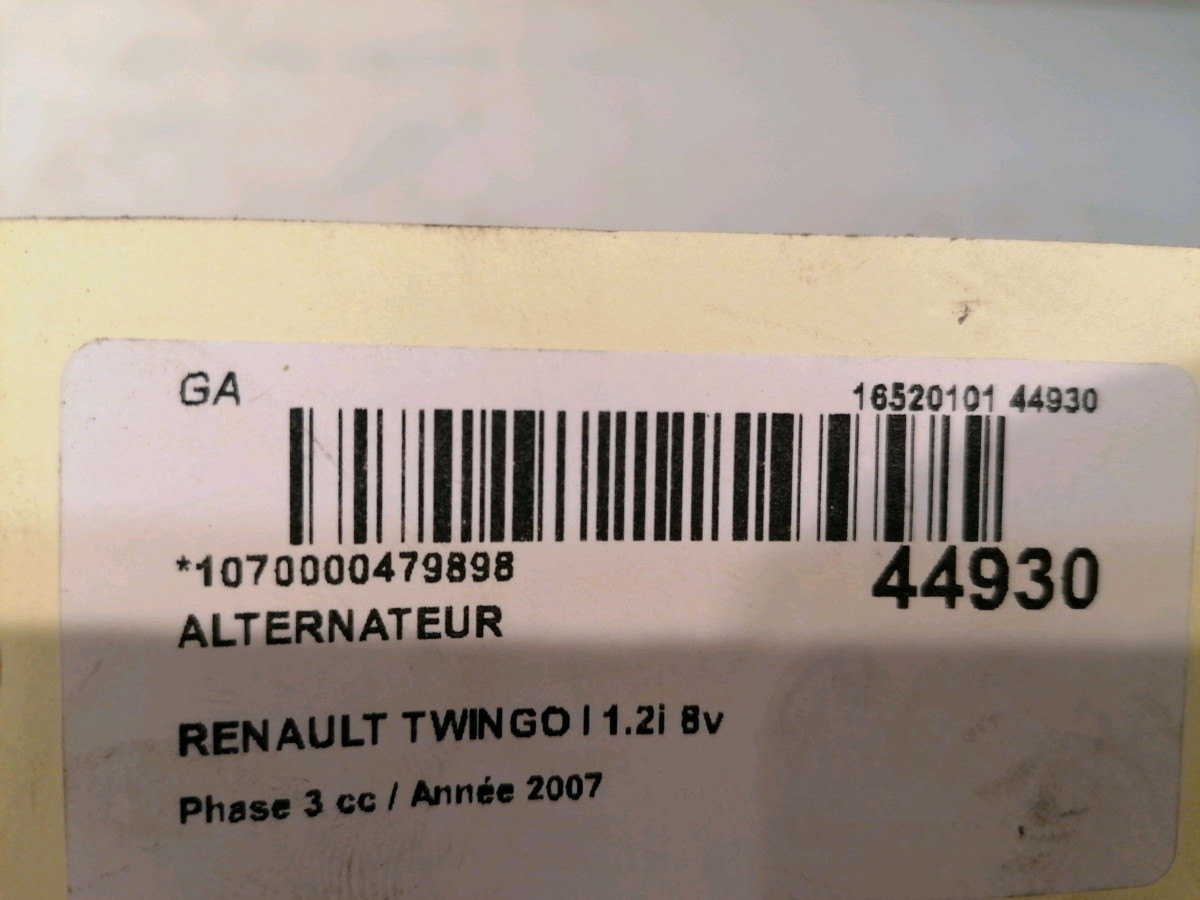 GA
16520101 44930
*1070000479898
44930
ALTERNATEUR
RENAULT TWINGO I 1.2i 8v
Phase 3 cc / Année 2007